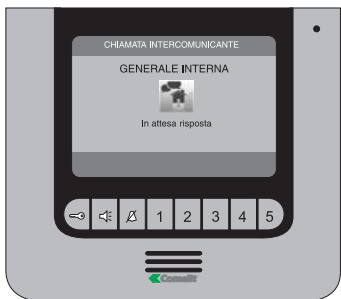 CHIAMATA INTERCOMUNICANTE
GENERALE INTERNA
In attesa risposta
1 2 3 4 5
Comelit